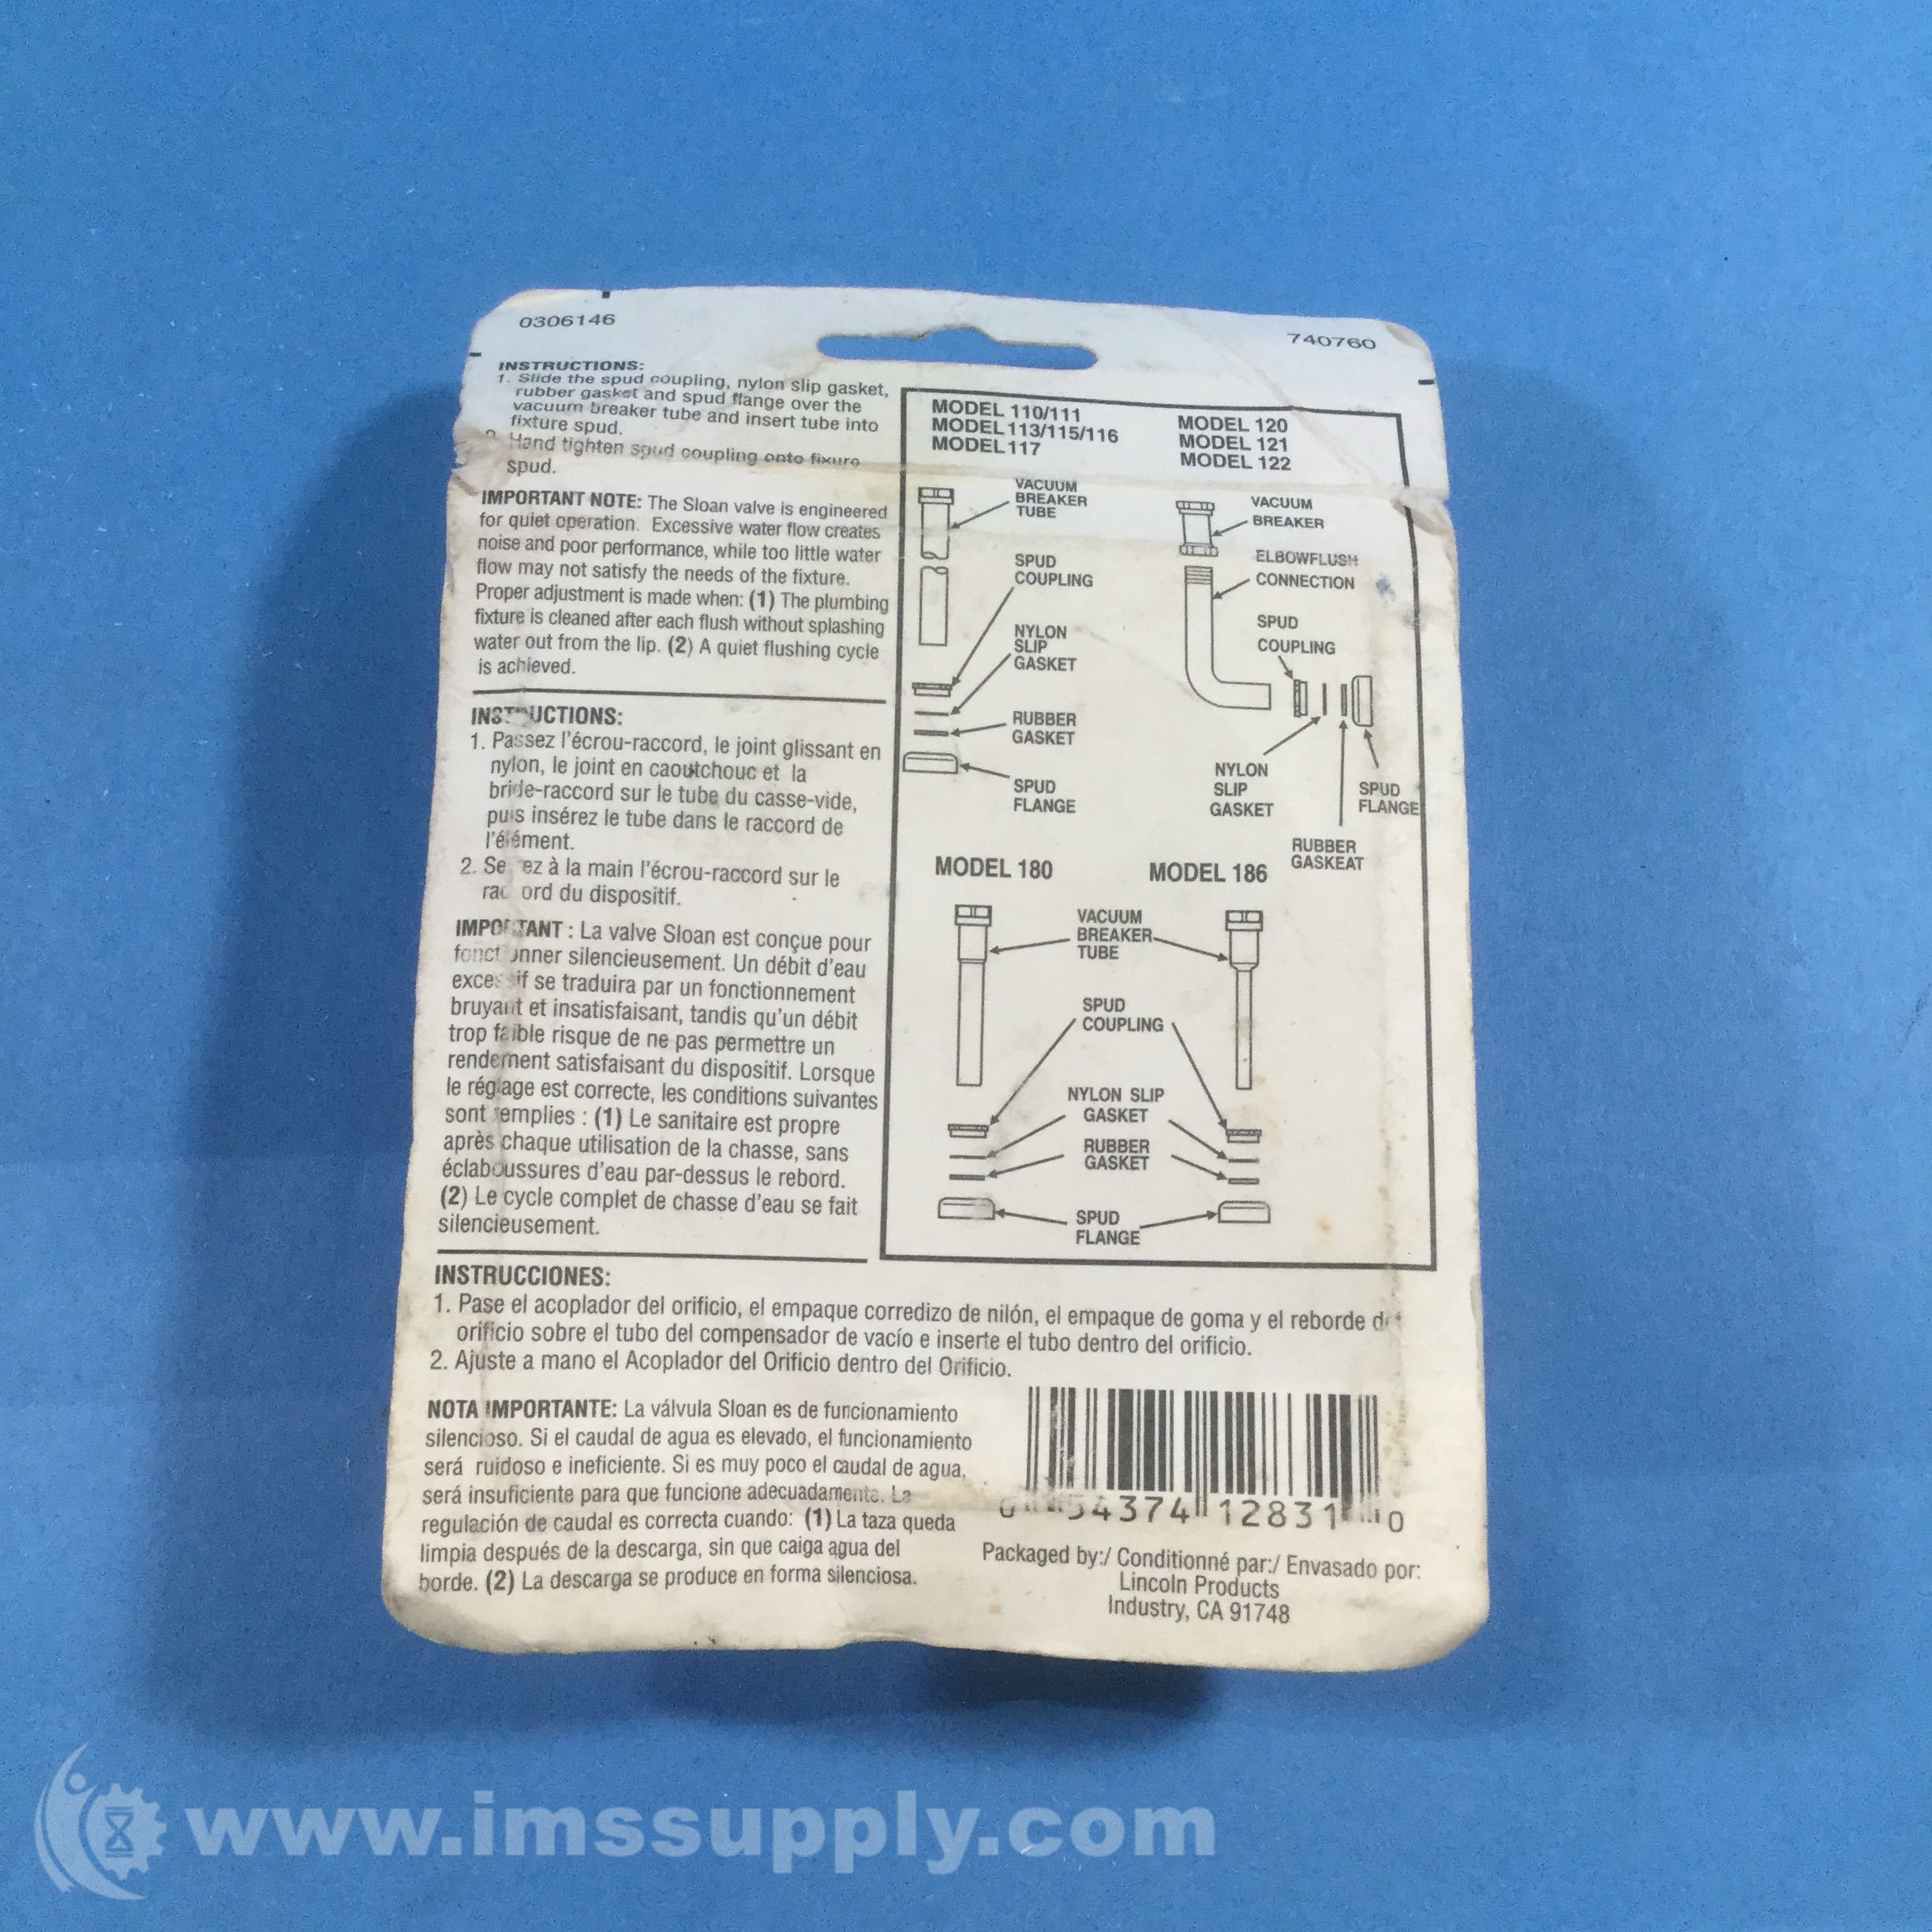 0306146
740760
INSTRUCTIONS:
1. Slide the spud coupling, nylon slip gasket,
rubber gasket and spud flange over the
vacuum breaker tube and insert tube into
fixture spud.
Hand tighten spud coupling onto fixure
spud.
IMPORTANT NOTE: The Sloan valve is engineered
for quiet operation. Excessive water flow creates
noise and poor performance, while too little water
flow may not satisfy the needs of the fixture.
Proper adjustment is made when: (1) The plumbing
fixture is cleaned after each flush without splashing
water out from the lip. (2) A quiet flushing cycle
is achieved.
INSTRUCTIONS:
1. Passez l'écrou-raccord, le joint glissant en
nylon, le joint en caoutchouc et la
bride-raccord sur le tube du casse-vide,
puis insérez le tube dans le raccord de
l'élément.
2. Serrez à la main l'écrou-raccord sur le
raccord du dispositif.
IMPORTANT : La valve Sloan est conçue pour
fonctionner silencieusement. Un débit d'eau
excessif se traduira par un fonctionnement
bruyant et insatisfaisant, tandis qu'un débit
trop faible risque de ne pas permettre un
rendement satisfaisant du dispositif. Lorsque
le réglage est correcte, les conditions suivantes
sont remplies : (1) Le sanitaire est propre
après chaque utilisation de la chasse, sans
éclaboussures d'eau par-dessus le rebord.
(2) Le cycle complet de chasse d'eau se fait
silencieusement.
MODEL 110/111
MODEL 113/115/116
MODEL 117
VACUUM
BREAKER
TUBE
SPUD
COUPLING
NYLON
SLIP
GASKET
RUBBER
GASKET
SPUD
FLANGE
MODEL 120
MODEL 121
MODEL 122
VACUUM
BREAKER
ELBOWFLUSH
CONNECTION
SPUD
COUPLING
NYLON
SLIP
GASKET
SPUD
FLANGE
RUBBER
GASKEAT
MODEL 180
MODEL 186
VACUUM
BREAKER
TUBE
SPUD
COUPLING
NYLON SLIP
GASKET
RUBBER
GASKET
SPUD
FLANGE
INSTRUCCIONES:
1. Pase el acoplador del orificio, el empaque corredizo de nilón, el empaque de goma y el reborde
orificio sobre el tubo del compensador de vacío e inserte el tubo dentro del orificio.
2. Ajuste a mano el Acoplador del Orificio dentro del Orificio.
NOTA IMPORTANTE: La válvula Sloan es de funcionamiento
silencioso. Si el caudal de agua es elevado, el funcionamiento
será ruidoso e ineficiente. Si es muy poco el caudal de agua,
será insuficiente para que funcione adecuadamente. La
regulación de caudal es correcta cuando: (1) La taza queda
limpia después de la descarga, sin que caiga agua del
borde. (2) La descarga se produce en forma silenciosa.
54374 12831 0
Packaged by:/ Conditionné par:/ Envasado por:
Lincoln Products
Industry, CA 91748
www.imssupply.com